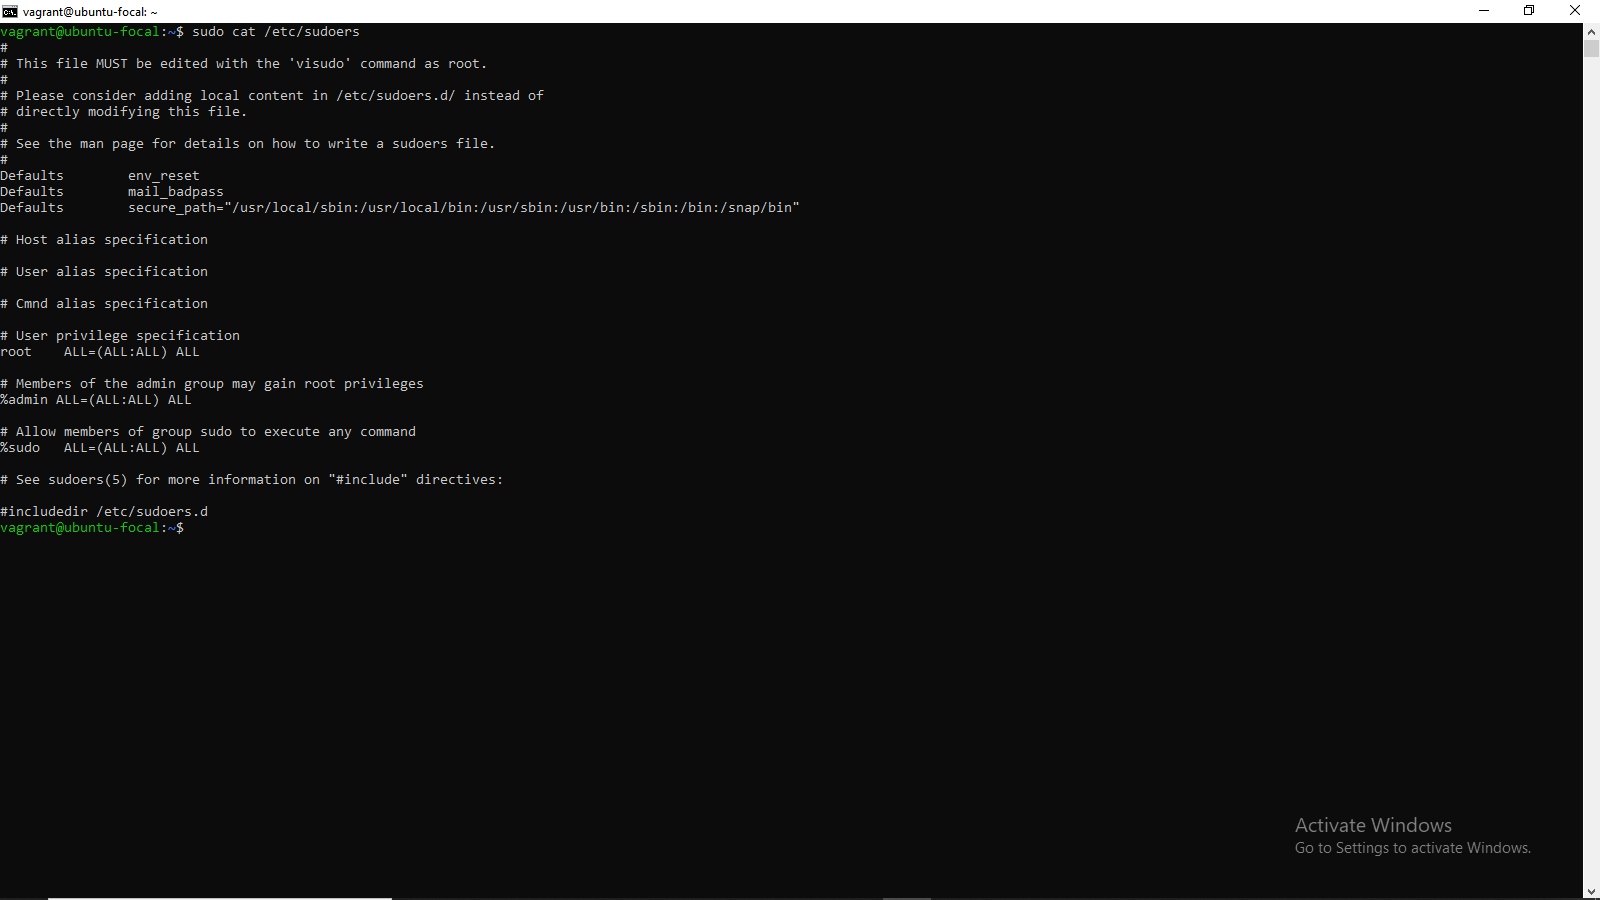 vagrant@ubuntu-focal: ~
vagrant@ubuntu-focal:~$ sudo cat /etc/sudoers
#
# This file MUST be edited with the 'visudo' command as root.
#
# Please consider adding local content in /etc/sudoers.d/ instead of
# directly modifying this file.
#
# See the man page for details on how to write a sudoers file.
#
Defaults        env_reset
Defaults        mail_badpass
Defaults        secure_path="/usr/local/sbin:/usr/local/bin:/usr/sbin:/usr/bin:/sbin:/bin:/snap/bin"
# Host alias specification
# User alias specification
# Cmnd alias specification
# User privilege specification
root    ALL=(ALL:ALL) ALL
# Members of the admin group may gain root privileges
%admin ALL=(ALL:ALL) ALL
# Allow members of group sudo to execute any command
%sudo   ALL=(ALL:ALL) ALL
# See sudoers(5) for more information on "#include" directives:
#includedir /etc/sudoers.d
vagrant@ubuntu-focal:~$
Activate Windows
Go to Settings to activate Windows.